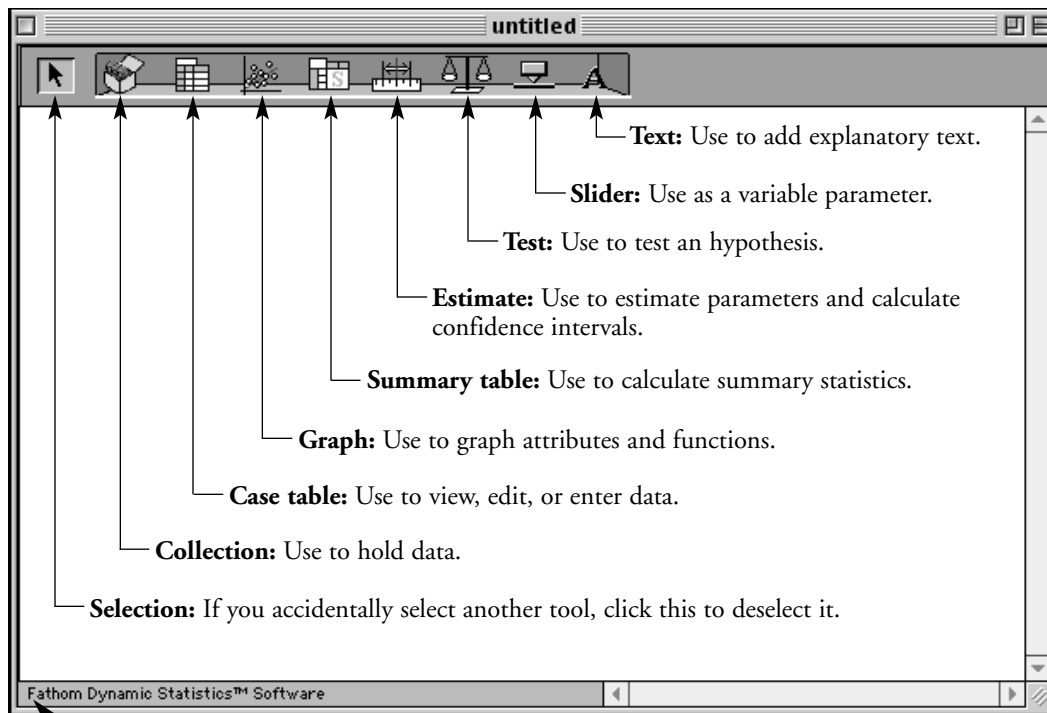 untitled
S
A
Text: Use to add explanatory text.
Slider: Use as a variable parameter.
Test: Use to test an hypothesis.
Estimate: Use to estimate parameters and calculate
confidence intervals.
Summary table: Use to calculate summary statistics.
Graph: Use to graph attributes and functions.
Case table: Use to view, edit, or enter data.
Collection: Use to hold data.
Selection: If you accidentally select another tool, click this to deselect it.
Fathom Dynamic Statistics™ Software